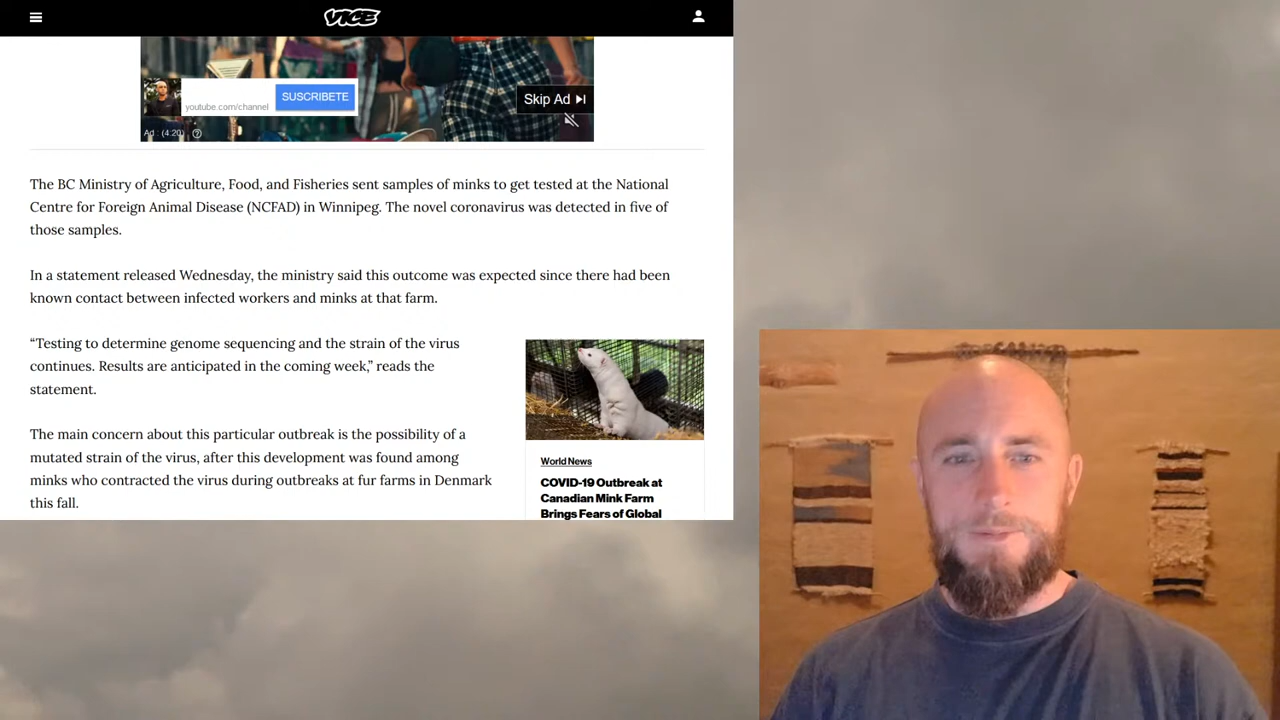 VICE
youtube.com/channel
SUSCRIBETE
Skip Ad
Ad : (4:20)
The BC Ministry of Agriculture, Food, and Fisheries sent samples of minks to get tested at the National
Centre for Foreign Animal Disease (NCFAD) in Winnipeg. The novel coronavirus was detected in five of
those samples.
In a statement released Wednesday, the ministry said this outcome was expected since there had been
known contact between infected workers and minks at that farm.
“Testing to determine genome sequencing and the strain of the virus
continues. Results are anticipated in the coming week,” reads the
statement.
The main concern about this particular outbreak is the possibility of a
mutated strain of the virus, after this development was found among
minks who contracted the virus during outbreaks at fur farms in Denmark
this fall.
World News
COVID-19 Outbreak at
Canadian Mink Farm
Brings Fears of Global